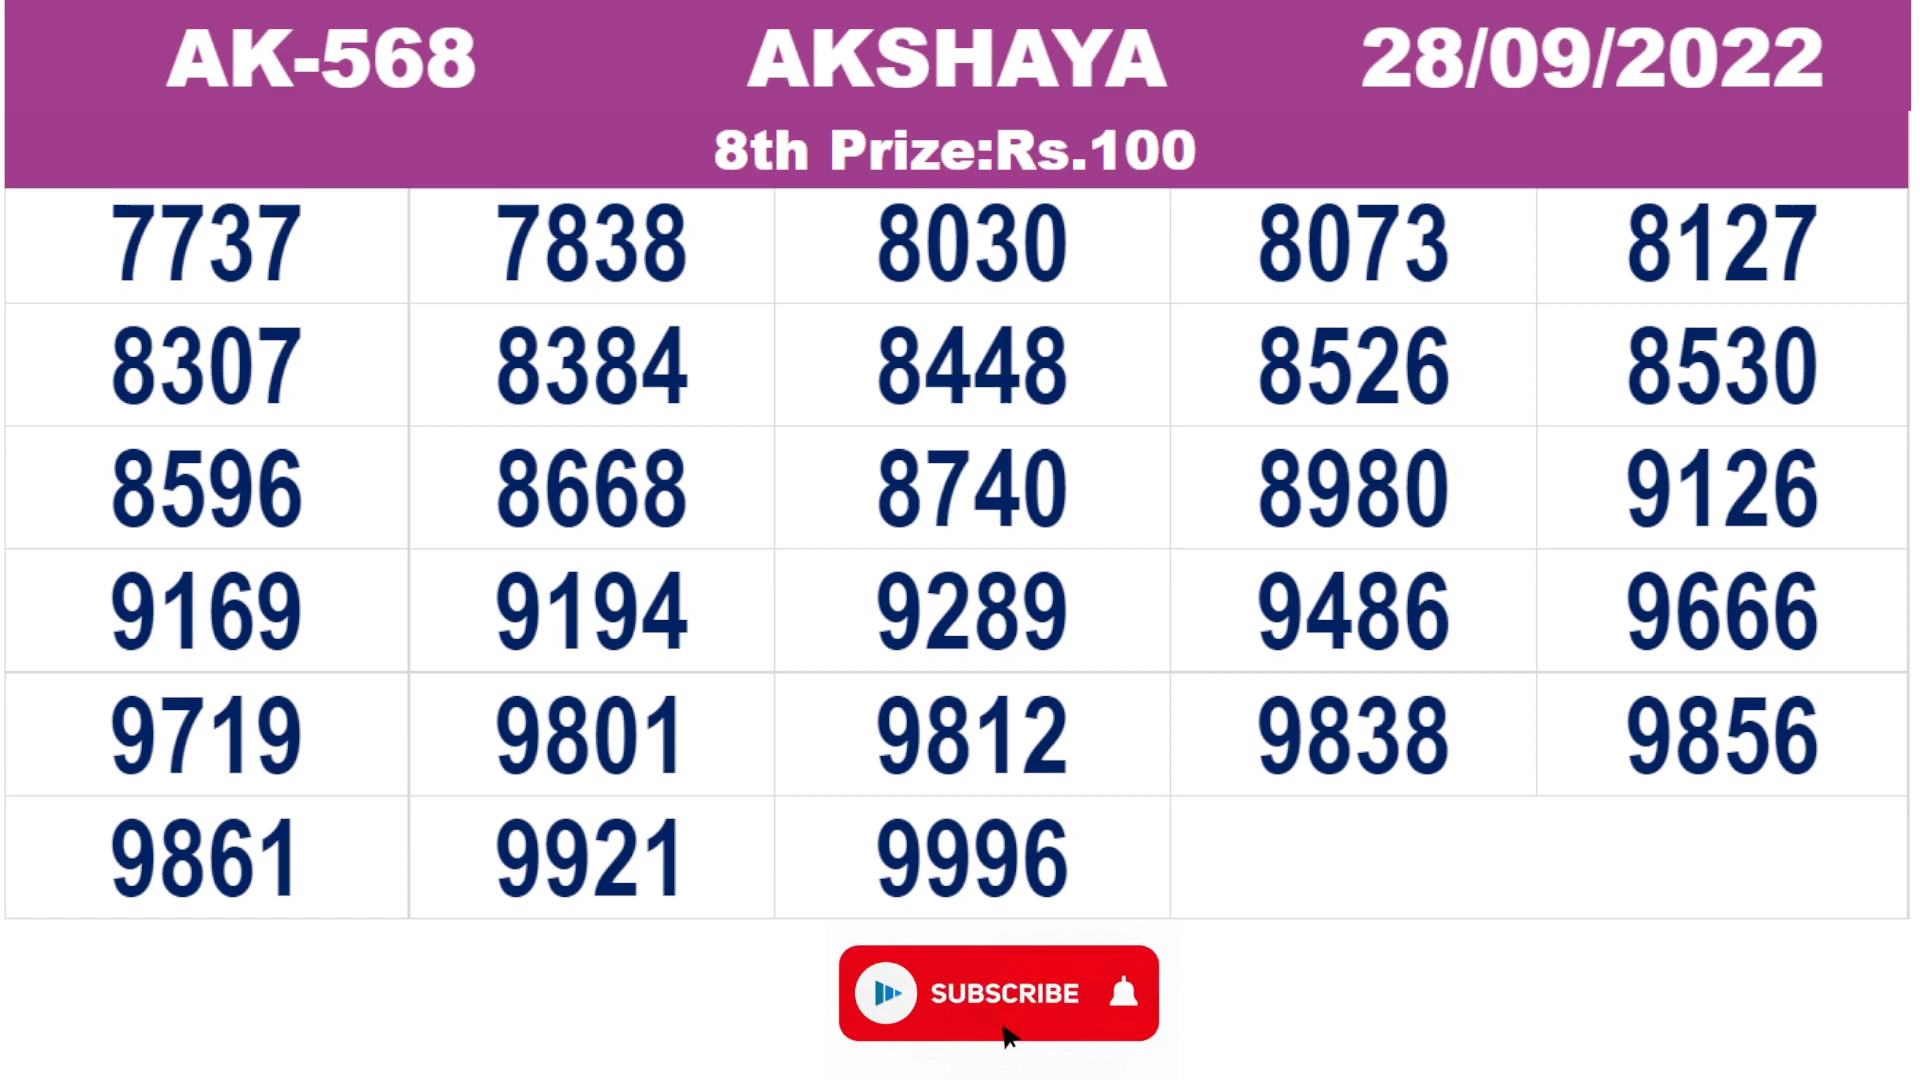 AK-568 AKSHAYA 28/09/2022
8th Prize:Rs.100
7737 7838 8030 8073 8127
8307 8384 8448 8526 8530
8596 8668 8740 8980 9126
9169 9194 9289 9486 9666
9719 9801 9812 9838 9856
9861 9921 9996
SUBSCRIBE